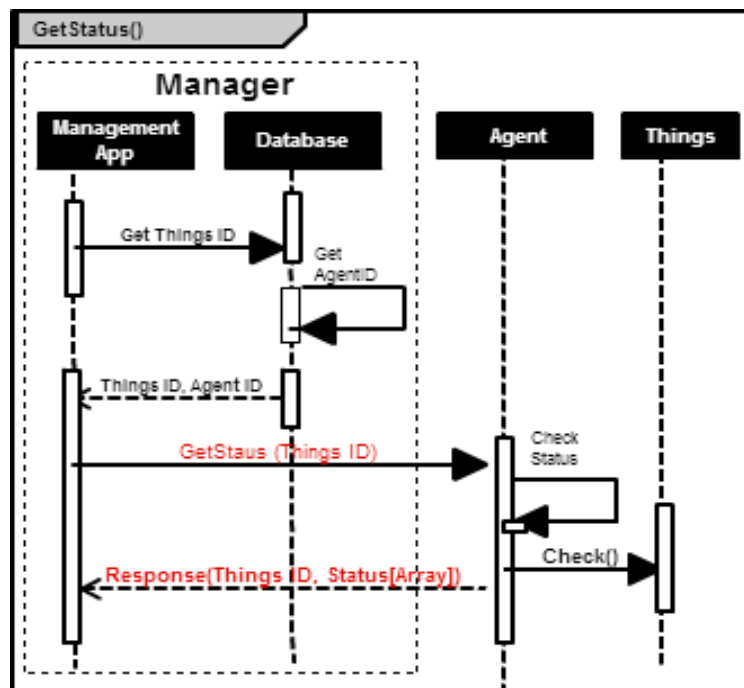 GetStatus()
Manager
Management
App
Database
Agent
Things
Get Things ID
Get
AgentID
Things ID, Agent ID
GetStaus (Things ID)
Check
Status
Check()
Response(Things ID, Status[Array])